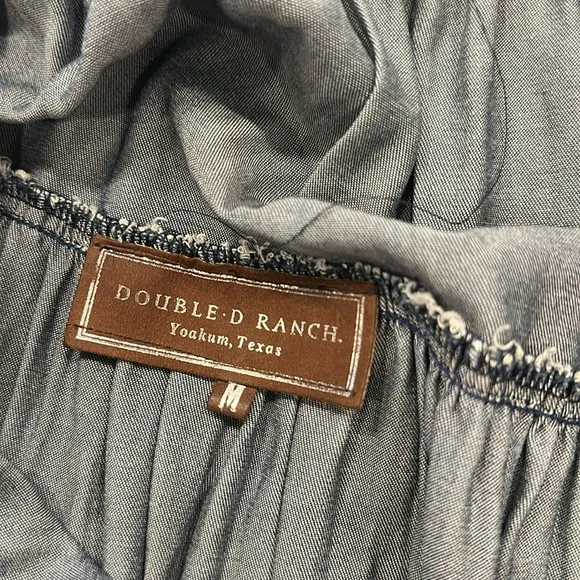 DOUBLE·D RANCH.
Yoakum, Texas
M